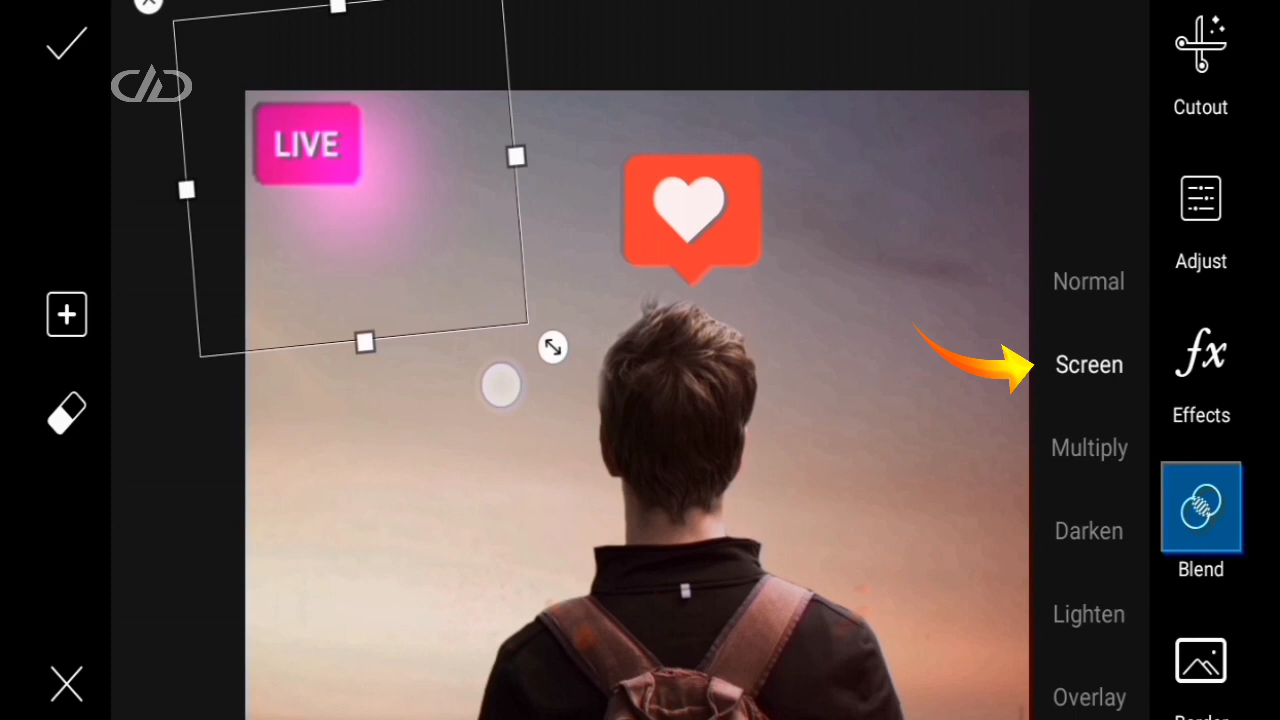 LIVE
Normal
Screen
Multiply
Darken
Lighten
Overlay
Cutout
Adjust
fx
Effects
Blend